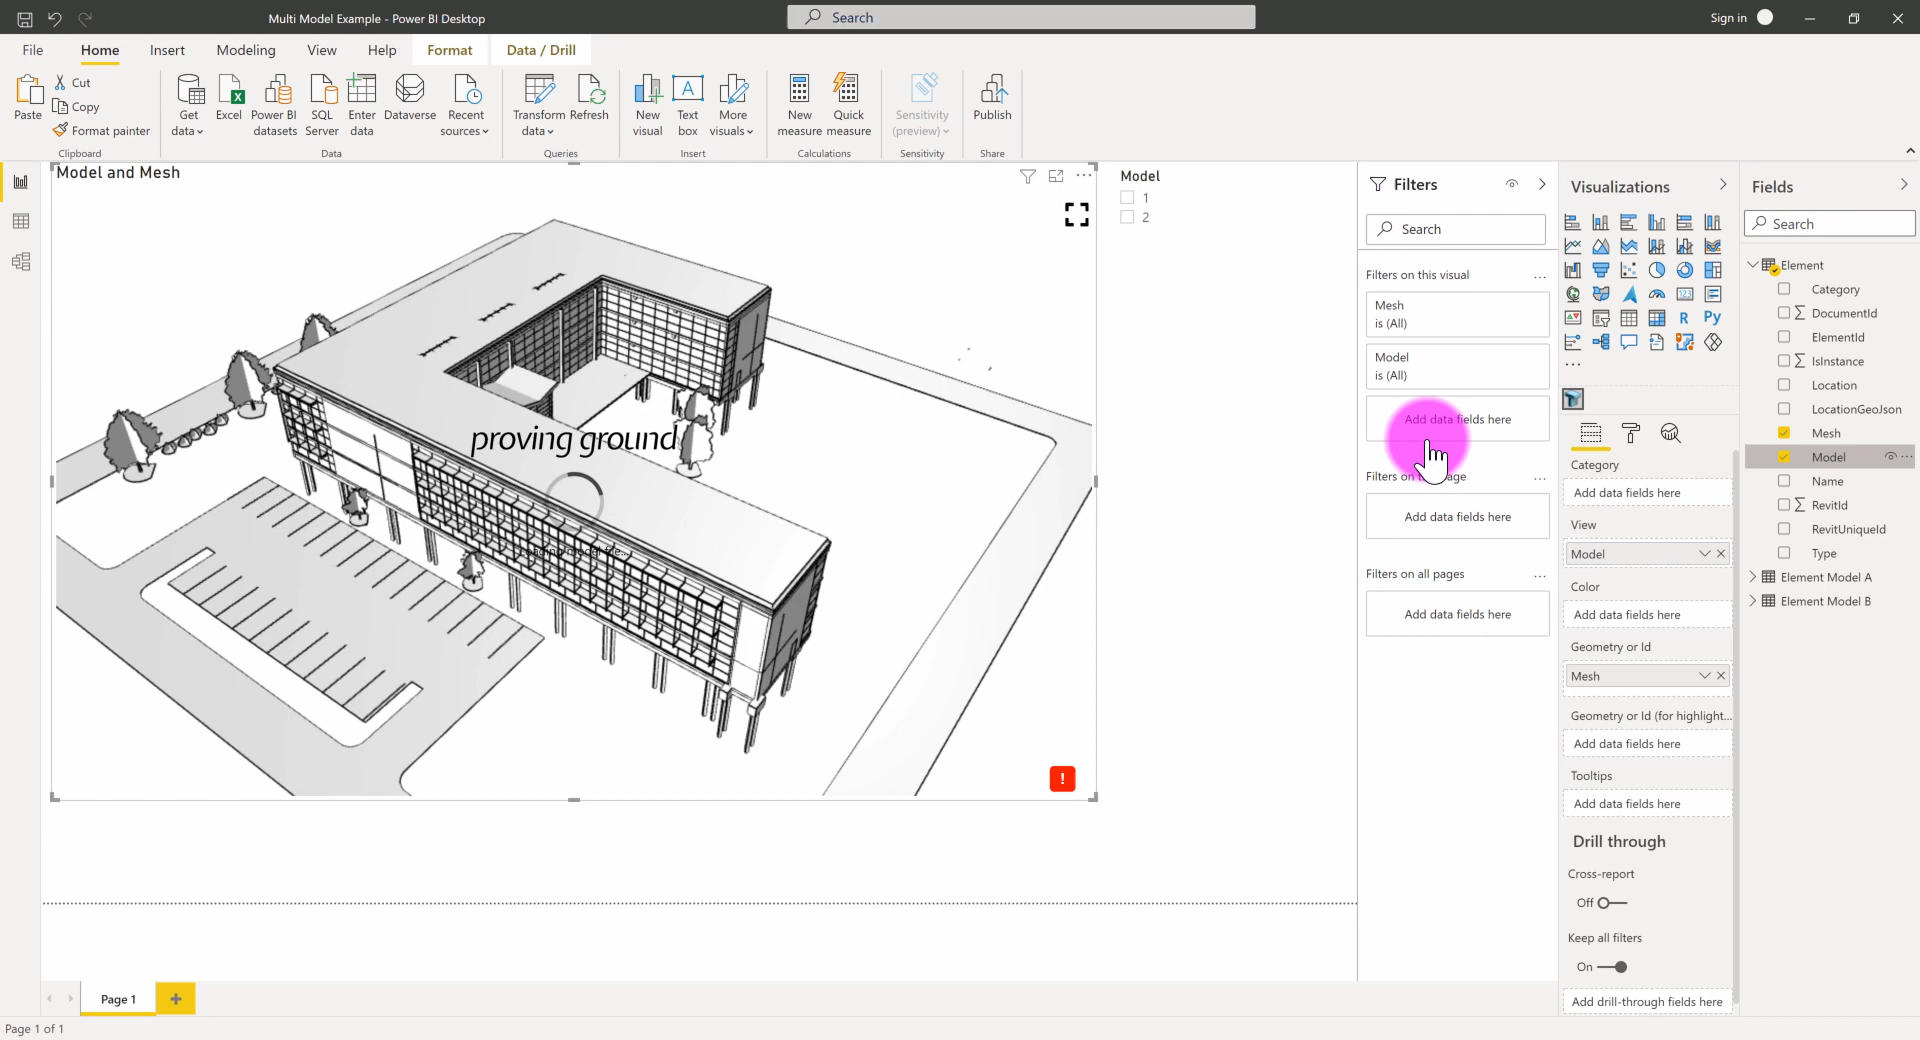 Multi Model Example - Power BI Desktop
Search
Sign in
File
Home
Insert
Modeling
View
Help
Format
Data / Drill
Paste
Cut
Copy
Format painter
Clipboard
Get
data
Excel
Power BI
datasets
SQL
Server
Enter
data
Dataverse
Recent
sources
Data
Transform
data
Refresh
Queries
New
visual
Text
box
More
visuals
Insert
New
measure
Quick
measure
Calculations
Sensitivity
(preview)
Sensitivity
Publish
Share
Model and Mesh
proving ground
Loading model file...
Model
1
2
Filters
Search
Filters on this visual
Mesh
is (All)
Model
is (All)
Add data fields here
Filters on page
Add data fields here
Filters on all pages
Add data fields here
Visualizations
R
Py
Category
Add data fields here
View
Model
Color
Add data fields here
Geometry or Id
Mesh
Geometry or Id (for highlight...
Add data fields here
Tooltips
Add data fields here
Drill through
Cross-report
Off
Keep all filters
On
Add drill-through fields here
Fields
Search
Element
Category
DocumentId
ElementId
IsInstance
Location
LocationGeoJson
Mesh
Model
Name
RevitId
RevitUniqueId
Type
Element Model A
Element Model B
Page 1
Page 1 of 1